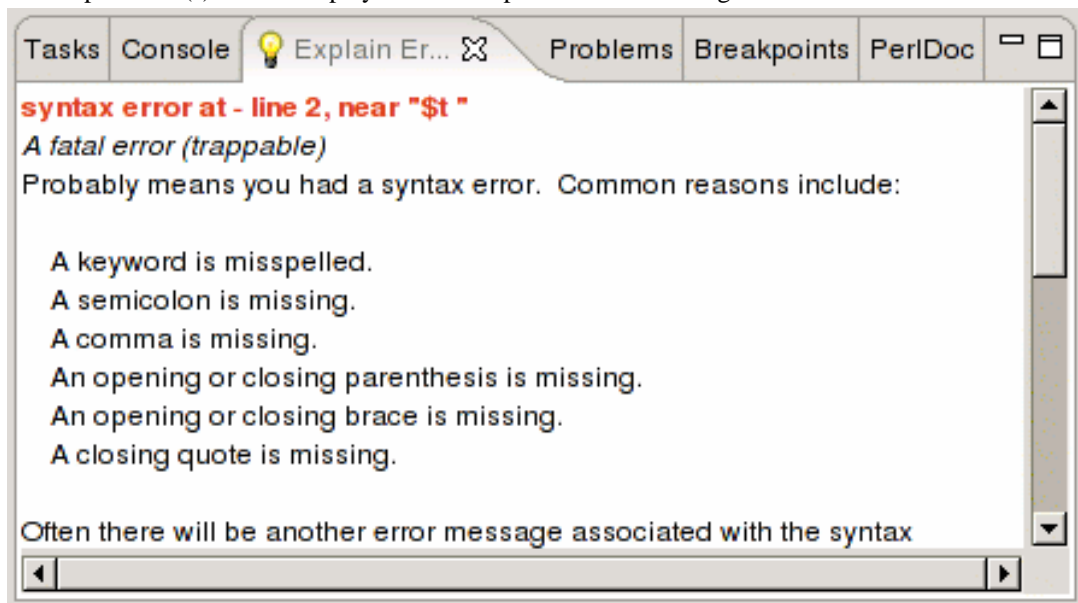 Tasks Console Explain Er... Problems Breakpoints PerlDoc
syntax error at - line 2, near "$t "
A fatal error (trappable)
Probably means you had a syntax error.  Common reasons include:
A keyword is misspelled.
A semicolon is missing.
A comma is missing.
An opening or closing parenthesis is missing.
An opening or closing brace is missing.
A closing quote is missing.
Often there will be another error message associated with the syntax